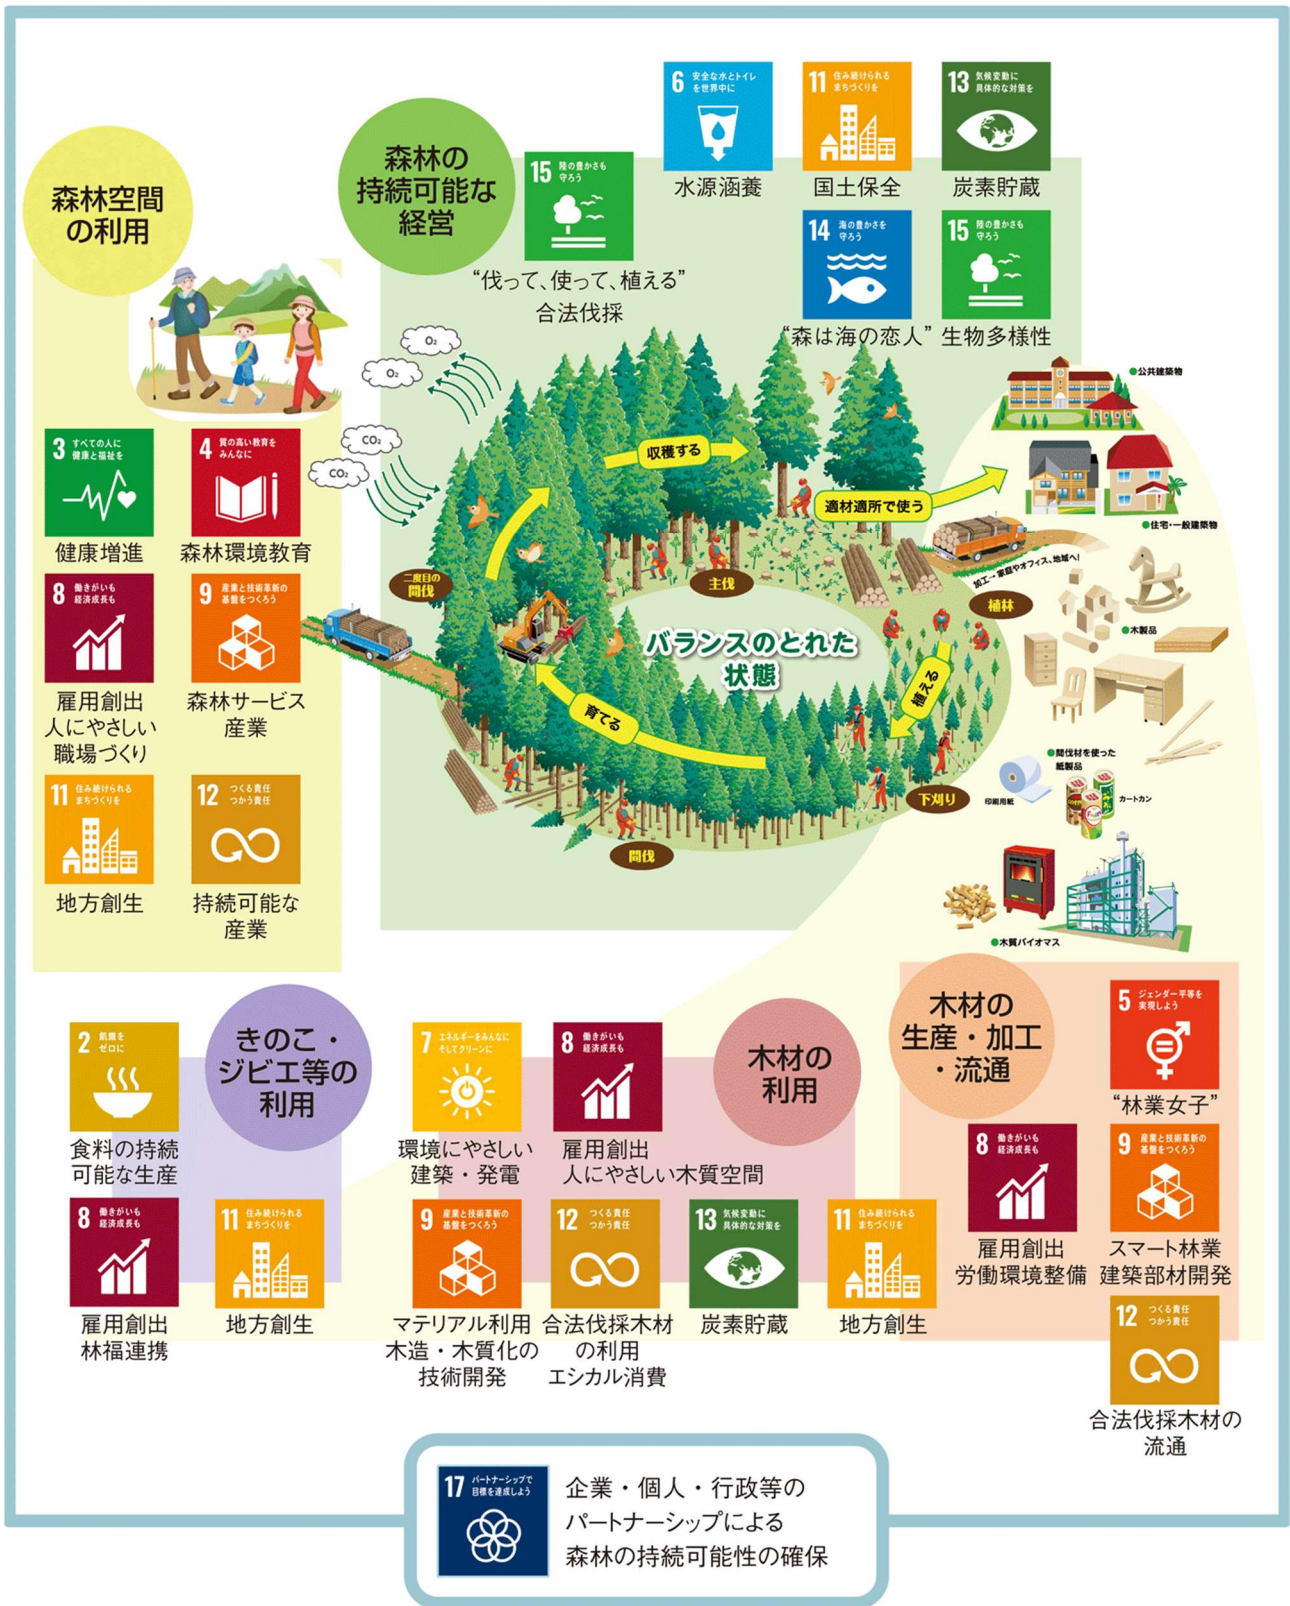 森林空間
の利用
3 すべての人に
健康と福祉を
健康増進
4 質の高い教育を
みんなに
森林環境教育
8 働きがいも
経済成長も
雇用創出
人にやさしい
職場づくり
9 産業と技術革新の
基盤をつくろう
森林サービス
産業
11 住み続けられる
まちづくりを
地方創生
12 つくる責任
つかう責任
持続可能な
産業
森林の
持続可能な
経営
15 陸の豊かさも
守ろう
“伐って、使って、植える”
合法伐採
6 安全な水とトイレ
を世界中に
水源涵養
11 住み続けられる
まちづくりを
国土保全
13 気候変動に
具体的な対策を
炭素貯蔵
14 海の豊かさを
守ろう
“森は海の恋人”
15 陸の豊かさも
守ろう
生物多様性
O₂
O₂
CO₂
CO₂
収穫する
適材適所で使う
二度目の
間伐
主伐
植林
バランスのとれた
状態
植える
育てる
下刈り
間伐
加工→家庭やオフィス、地域へ!
●公共建築物
●住宅・一般建築物
●木製品
●間伐材を使った
紙製品
印刷用紙
カートカン
●木質バイオマス
きのこ・
ジビエ等の
利用
2 飢餓を
ゼロに
食料の持続
可能な生産
8 働きがいも
経済成長も
雇用創出
林福連携
11 住み続けられる
まちづくりを
地方創生
木材の
利用
7 エネルギーをみんなに
そしてクリーンに
環境にやさしい
建築・発電
8 働きがいも
経済成長も
雇用創出
人にやさしい木質空間
9 産業と技術革新の
基盤をつくろう
マテリアル利用
木造・木質化の
技術開発
12 つくる責任
つかう責任
合法伐採木材
の利用
エシカル消費
13 気候変動に
具体的な対策を
炭素貯蔵
11 住み続けられる
まちづくりを
地方創生
木材の
生産・加工
・流通
5 ジェンダー平等を
実現しよう
“林業女子”
8 働きがいも
経済成長も
雇用創出
労働環境整備
9 産業と技術革新の
基盤をつくろう
スマート林業
建築部材開発
12 つくる責任
つかう責任
合法伐採木材の
流通
17 パートナーシップで
目標を達成しよう
企業・個人・行政等の
パートナーシップによる
森林の持続可能性の確保